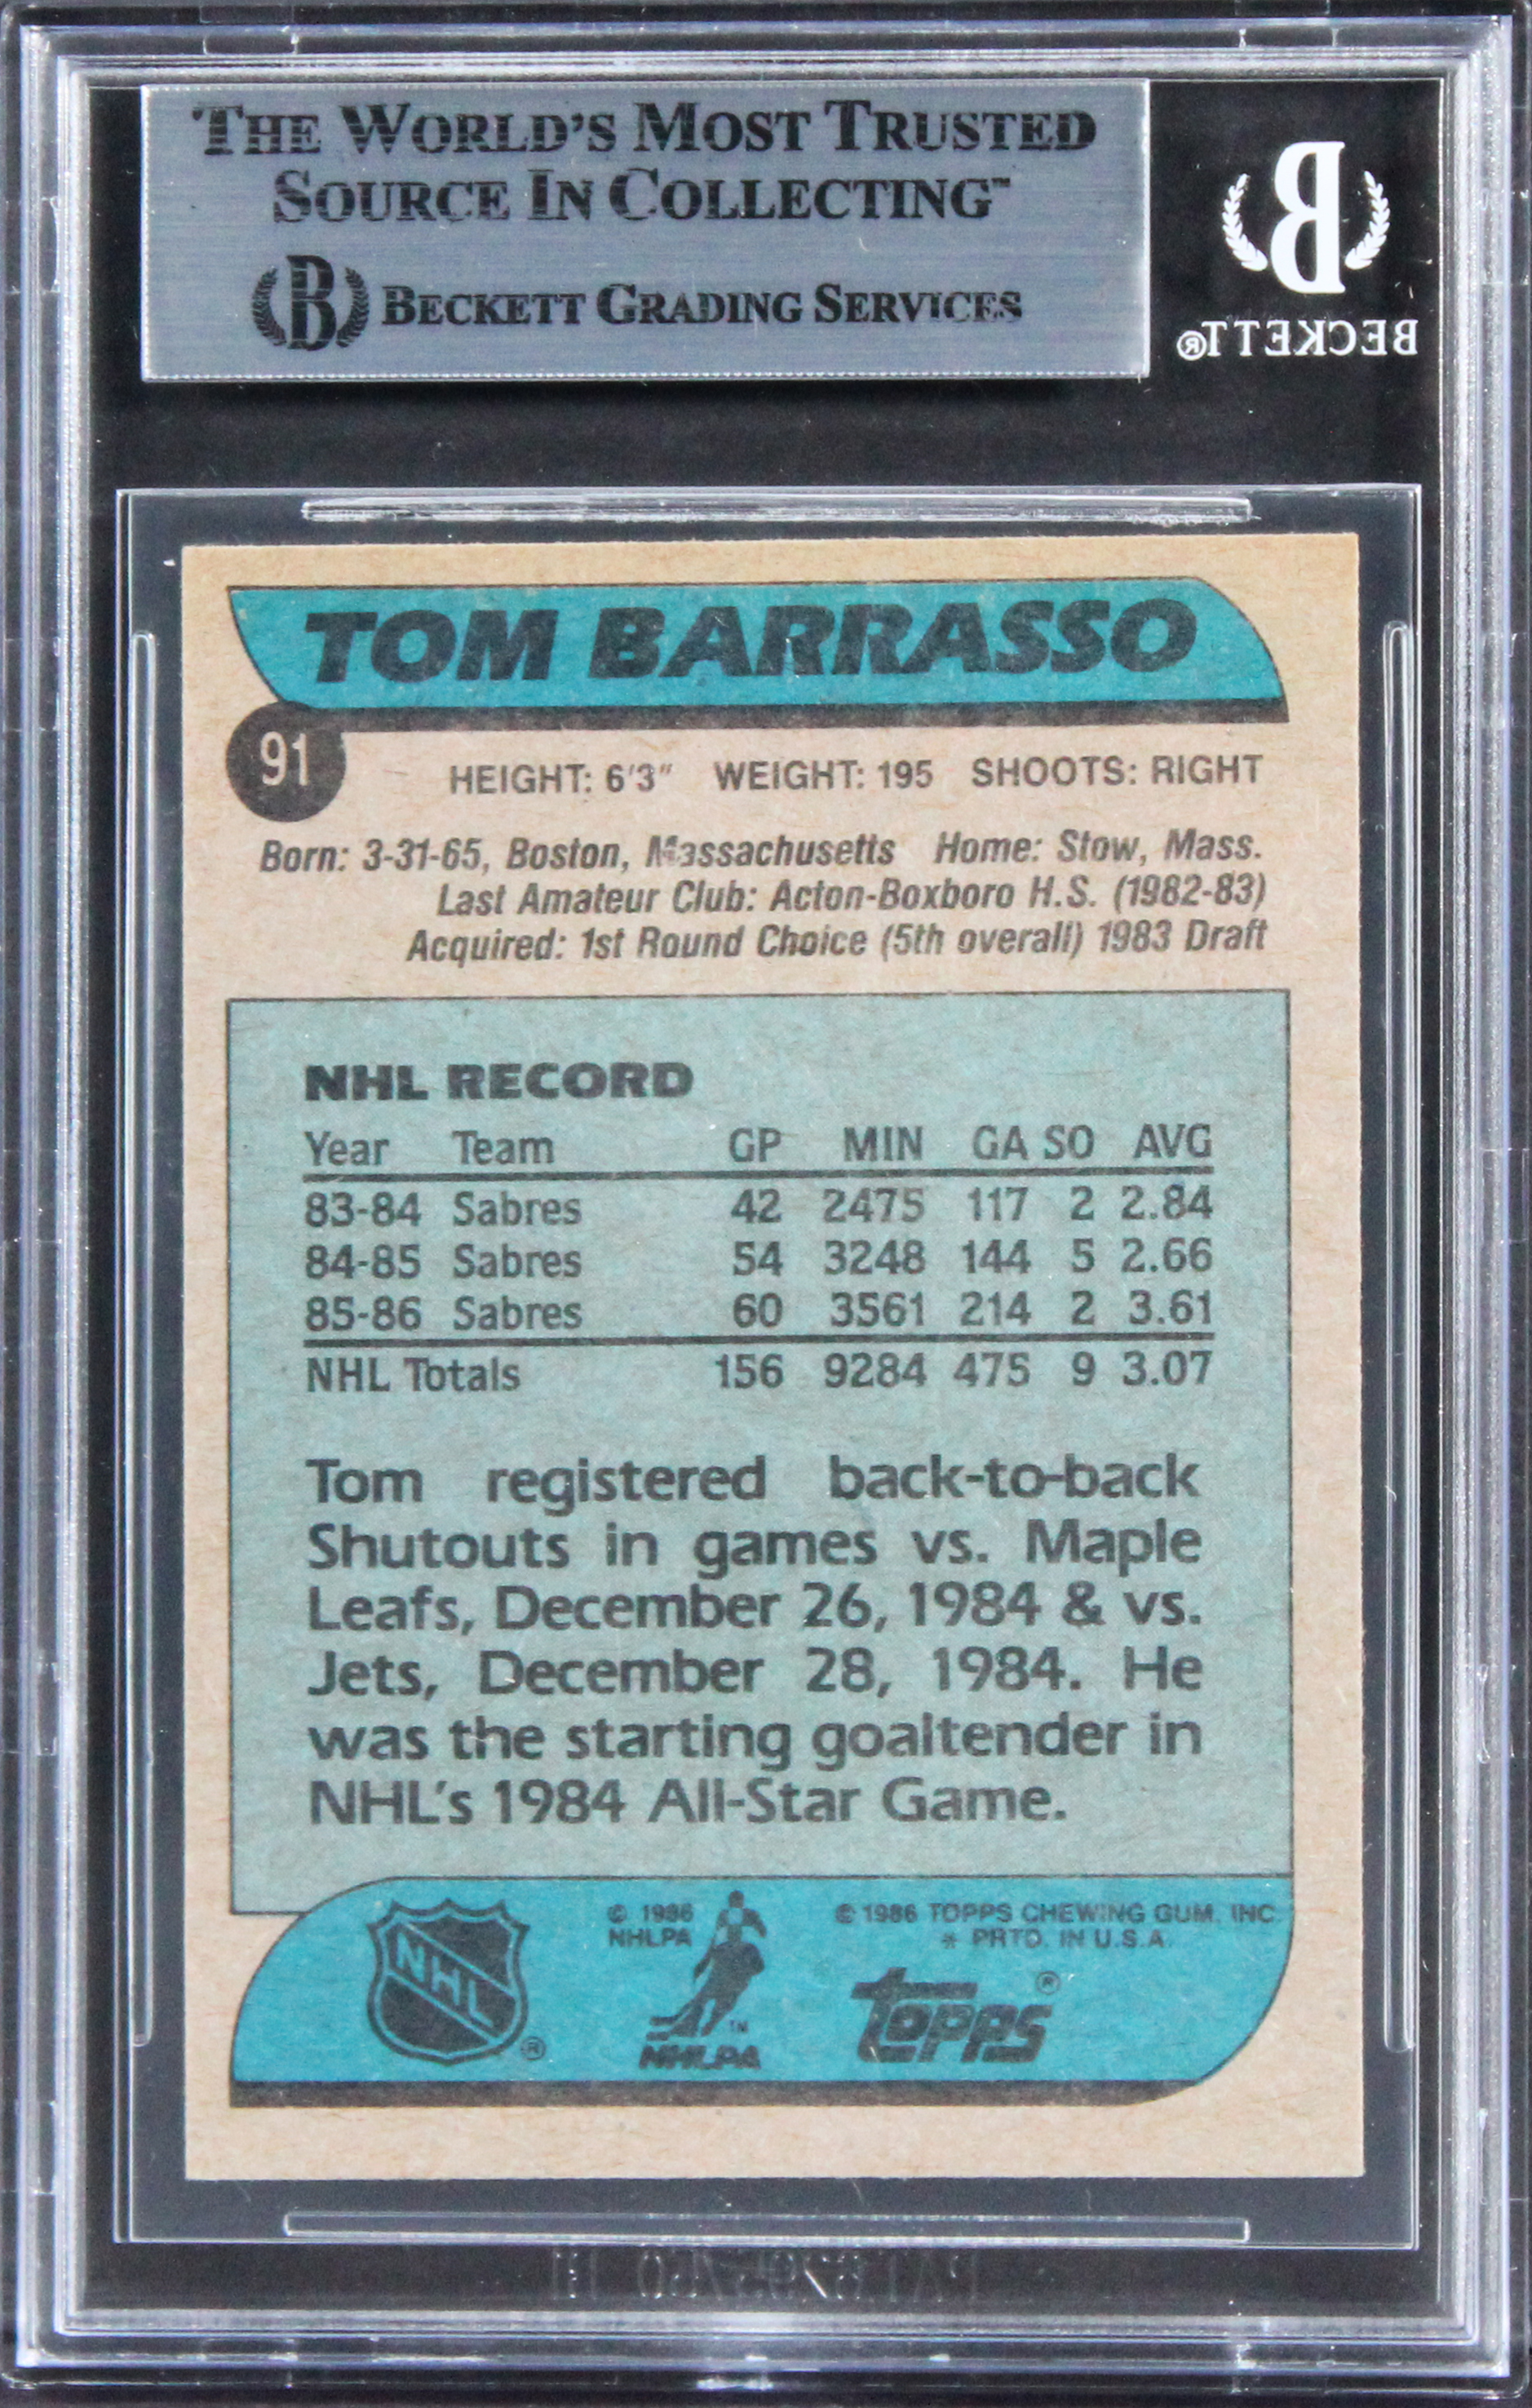 THE WORLD'S MOST TRUSTED
SOURCE IN COLLECTING™
B BECKETT GRADING SERVICES
B
BECKETT®
TOM BARRASSO
91
HEIGHT: 6'3" WEIGHT: 195 SHOOTS: RIGHT
Born: 3-31-65, Boston, Massachusetts Home: Stow, Mass.
Last Amateur Club: Acton-Boxboro H.S. (1982-83)
Acquired: 1st Round Choice (5th overall) 1983 Draft
NHL RECORD
Year Team GP MIN GA SO AVG
83-84 Sabres 42 2475 117 2 2.84
84-85 Sabres 54 3248 144 5 2.66
85-86 Sabres 60 3561 214 2 3.61
NHL Totals 156 9284 475 9 3.07
Tom registered back-to-back
Shutouts in games vs. Maple
Leafs, December 26, 1984 & vs.
Jets, December 28, 1984. He
was the starting goaltender in
NHL's 1984 All-Star Game.
NHL ®
© 1986
NHLPA
TM
NHLPA
© 1986 TOPPS CHEWING GUM, INC.
* PRTD. IN U.S.A.
topps ®